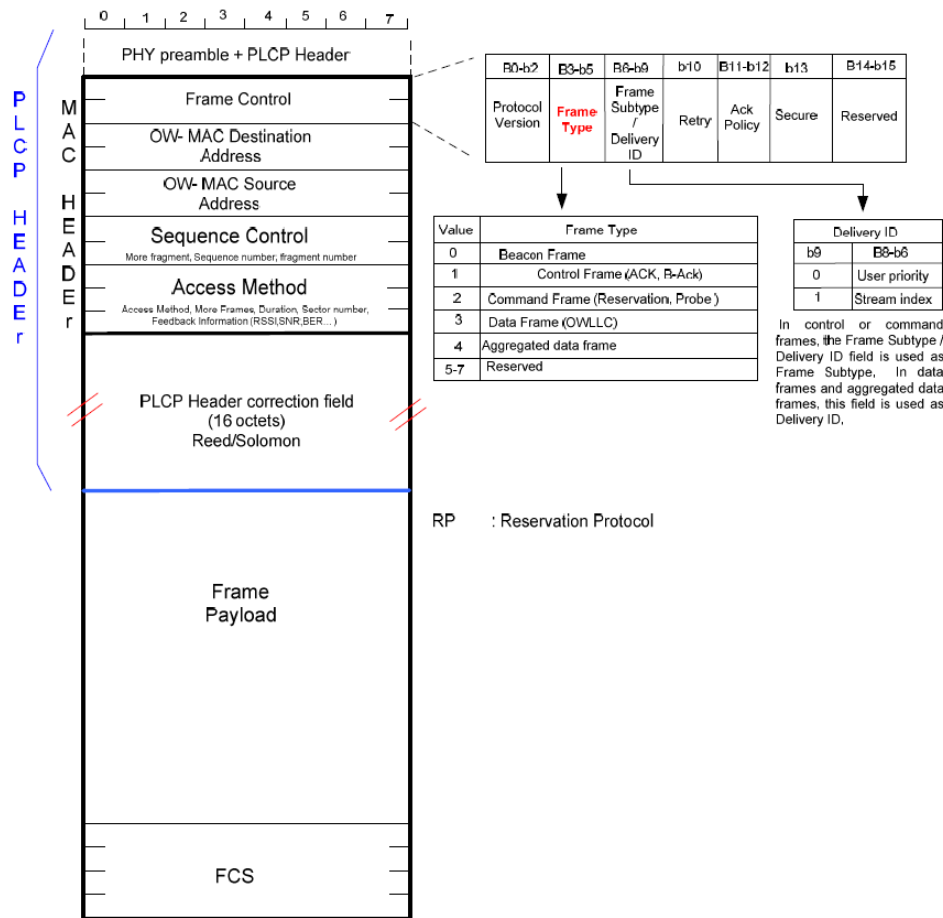 0 1 2 3 4 5 6 7
PHY preamble + PLCP Header
PLCP HEADEr
MAC HEADEr
Frame Control
OW- MAC Destination
Address
OW- MAC Source
Address
Sequence Control
More fragment, Sequence number, fragment number
Access Method
Access Method, More Frames, Duration, Sector number,
Feedback Information (RSSI,SNR,BER... )
PLCP Header correction field
(16 octets)
Reed/Solomon
Frame
Payload
FCS
B0-b2 B3-b5 B6-b9 b10 B11-b12 b13 B14-b15
Protocol
Version
Frame
Type
Frame
Subtype
/
Delivery
ID
Retry
Ack
Policy
Secure
Reserved
Value Frame Type
0 Beacon Frame
1 Control Frame (ACK, B-Ack)
2 Command Frame (Reservation, Probe )
3 Data Frame (OWLLC)
4 Aggregated data frame
5-7 Reserved
Delivery ID
b9 B8-b6
0 User priority
1 Stream index
In control or command
frames, the Frame Subtype /
Delivery ID field is used as
Frame Subtype, In data
frames and aggregated data
frames, this field is used as
Delivery ID,
RP : Reservation Protocol